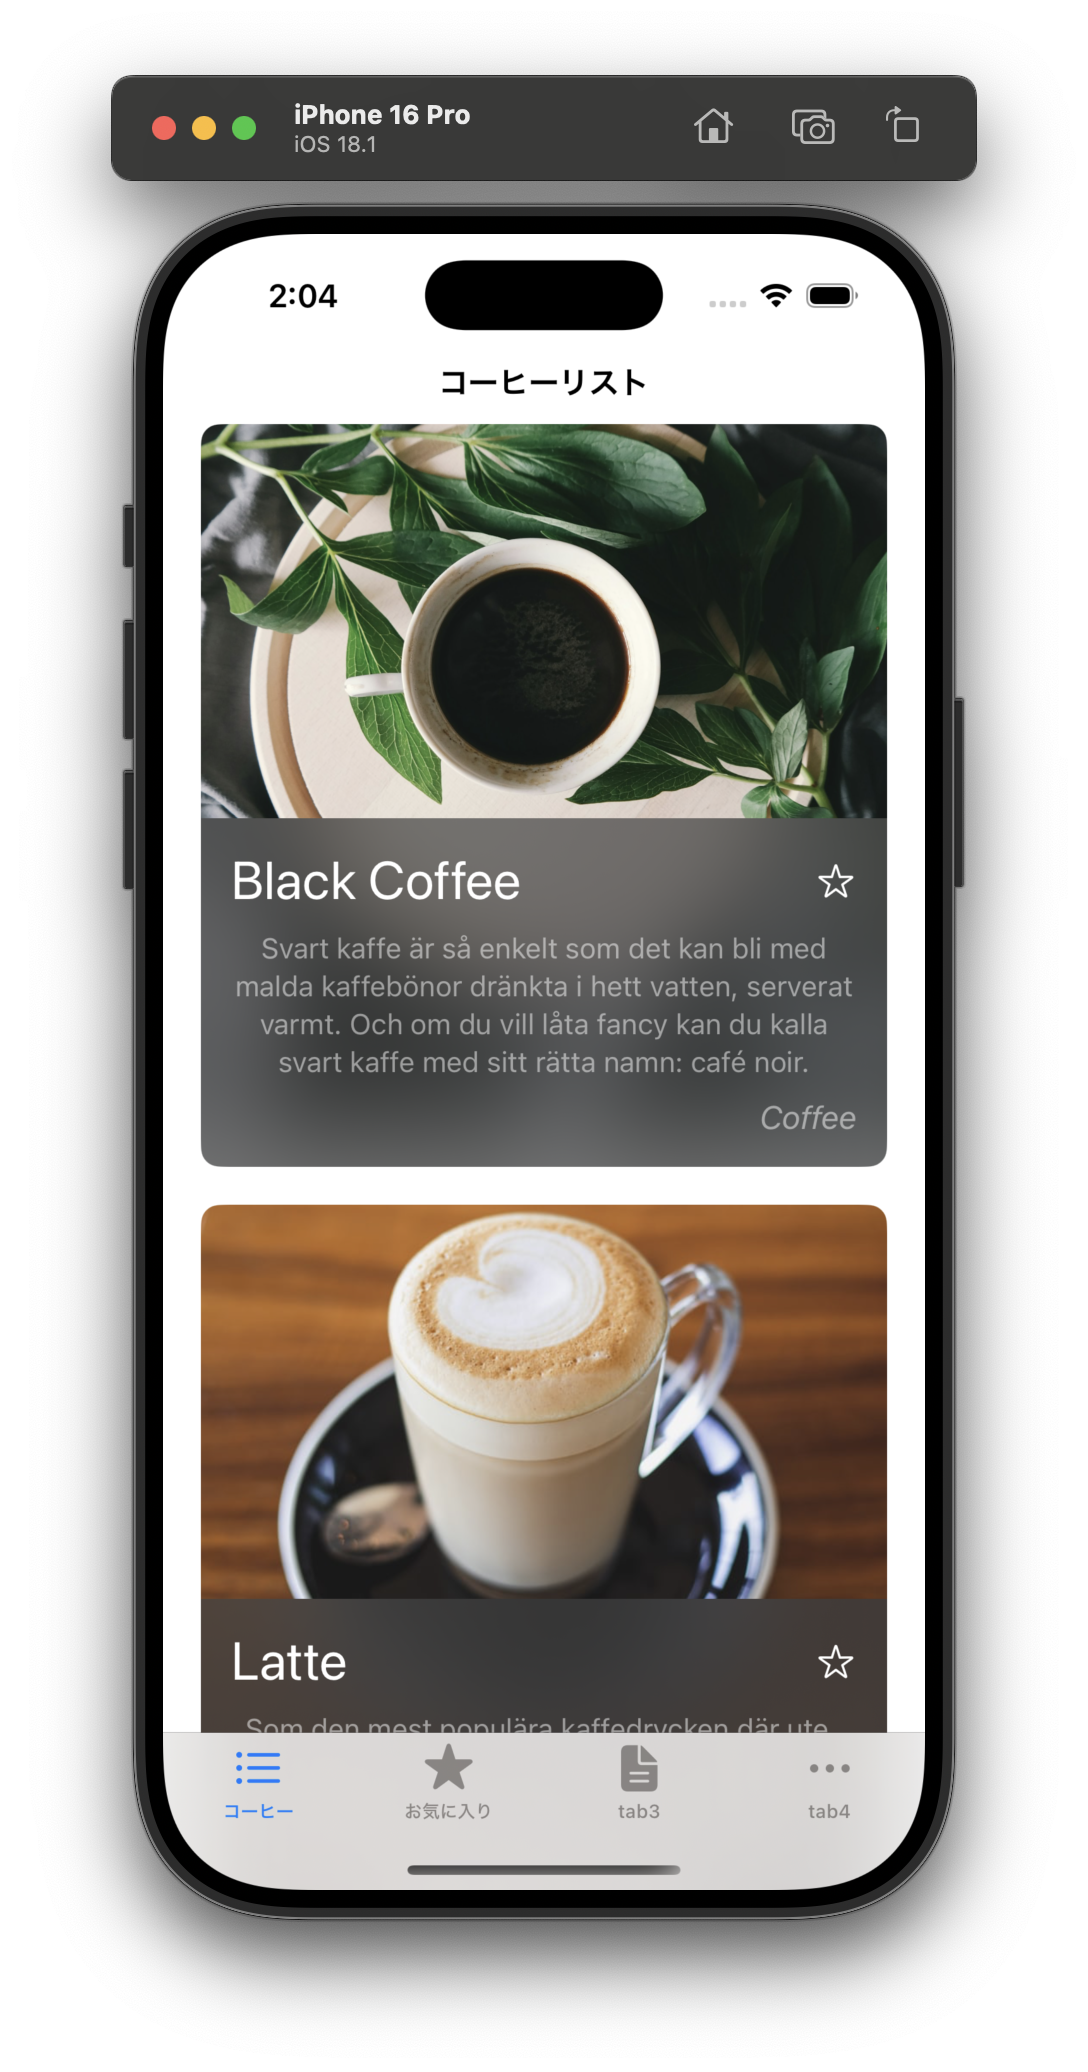 iPhone 16 Pro
iOS 18.1
2:04
コーヒーリスト
Black Coffee
Svart kaffe är så enkelt som det kan bli med
malda kaffebönor dränkta i hett vatten, serverat
varmt. Och om du vill låta fancy kan du kalla
svart kaffe med sitt rätta namn: café noir.
Coffee
Latte
Som den mest populära kaffedrycken där ute
コーヒー
お気に入り
tab3
tab4